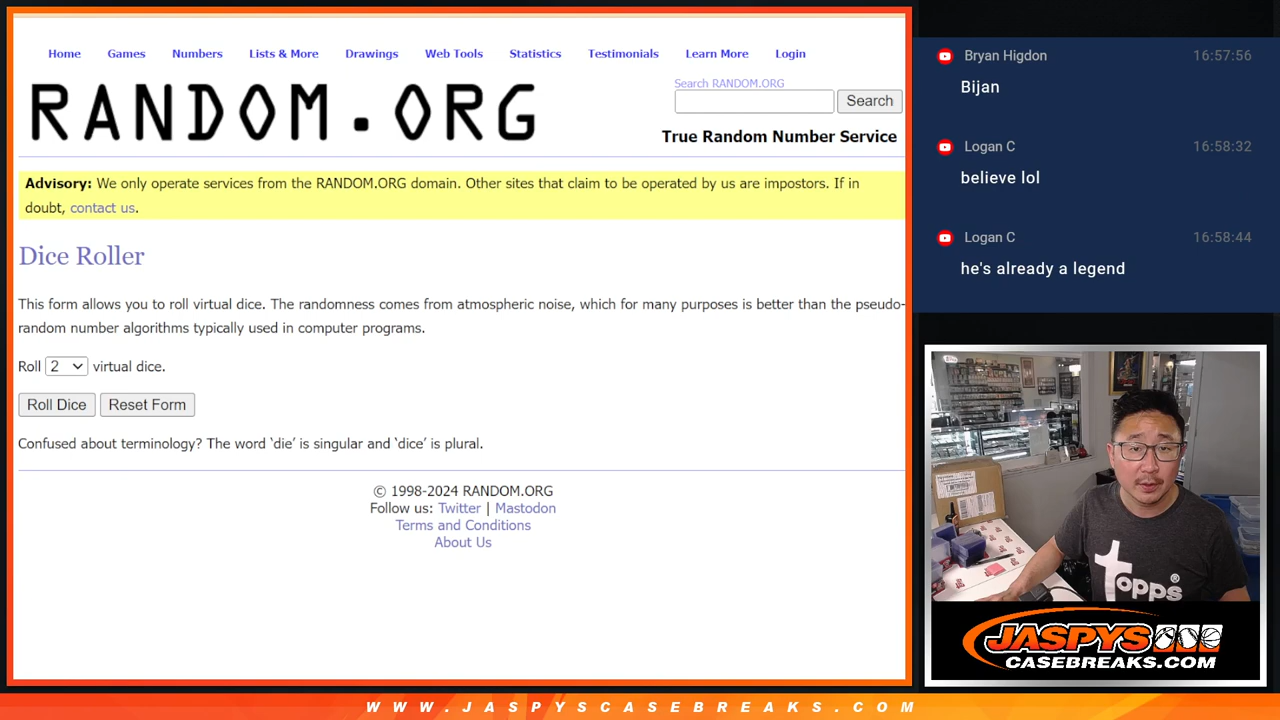 Home Games Numbers Lists & More Drawings Web Tools Statistics Testimonials Learn More Login
RANDOM.ORG
Search RANDOM.ORG
Search
True Random Number Service
Advisory: We only operate services from the RANDOM.ORG domain. Other sites that claim to be operated by us are impostors. If in
doubt, contact us.
Dice Roller
This form allows you to roll virtual dice. The randomness comes from atmospheric noise, which for many purposes is better than the pseudo-
random number algorithms typically used in computer programs.
Roll 2 virtual dice.
Roll Dice Reset Form
Confused about terminology? The word ‘die’ is singular and ‘dice’ is plural.
© 1998-2024 RANDOM.ORG
Follow us: Twitter | Mastodon
Terms and Conditions
About Us
Bryan Higdon 16:57:56
Bijan
Logan C 16:58:32
believe lol
Logan C 16:58:44
he's already a legend
topps®
JASPYS
CASEBREAKS.COM
WWW.JASPYSCASEBREAKS.COM